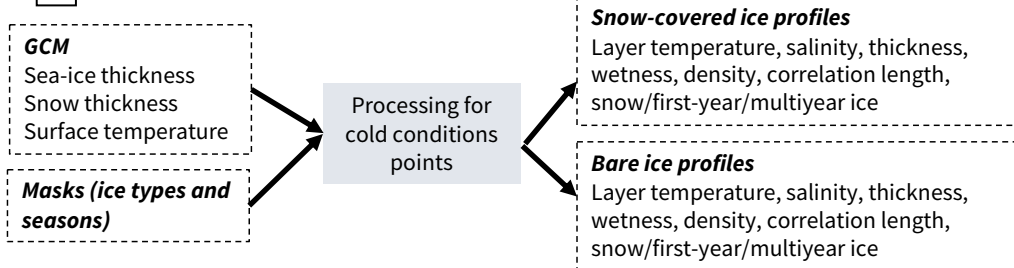 GCM
Sea-ice thickness
Snow thickness
Surface temperature
Masks (ice types and
seasons)
Processing for
cold conditions
points
Snow-covered ice profiles
Layer temperature, salinity, thickness,
wetness, density, correlation length,
snow/first-year/multiyear ice
Bare ice profiles
Layer temperature, salinity, thickness,
wetness, density, correlation length,
snow/first-year/multiyear ice